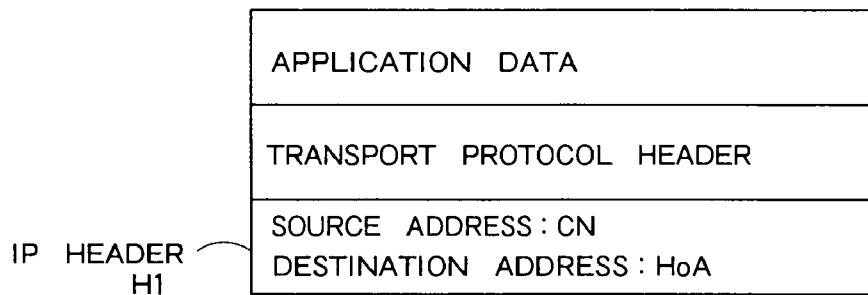 APPLICATION DATA
TRANSPORT PROTOCOL HEADER
SOURCE ADDRESS : CN
DESTINATION ADDRESS : HoA
IP HEADER
H1